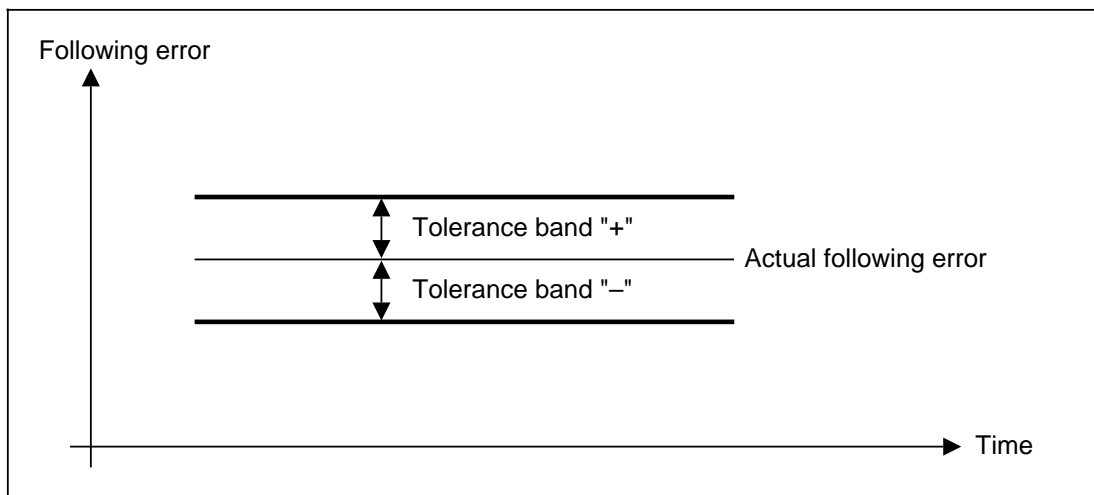 Following error
Tolerance band "+"
Actual following error
Tolerance band "–"
Time